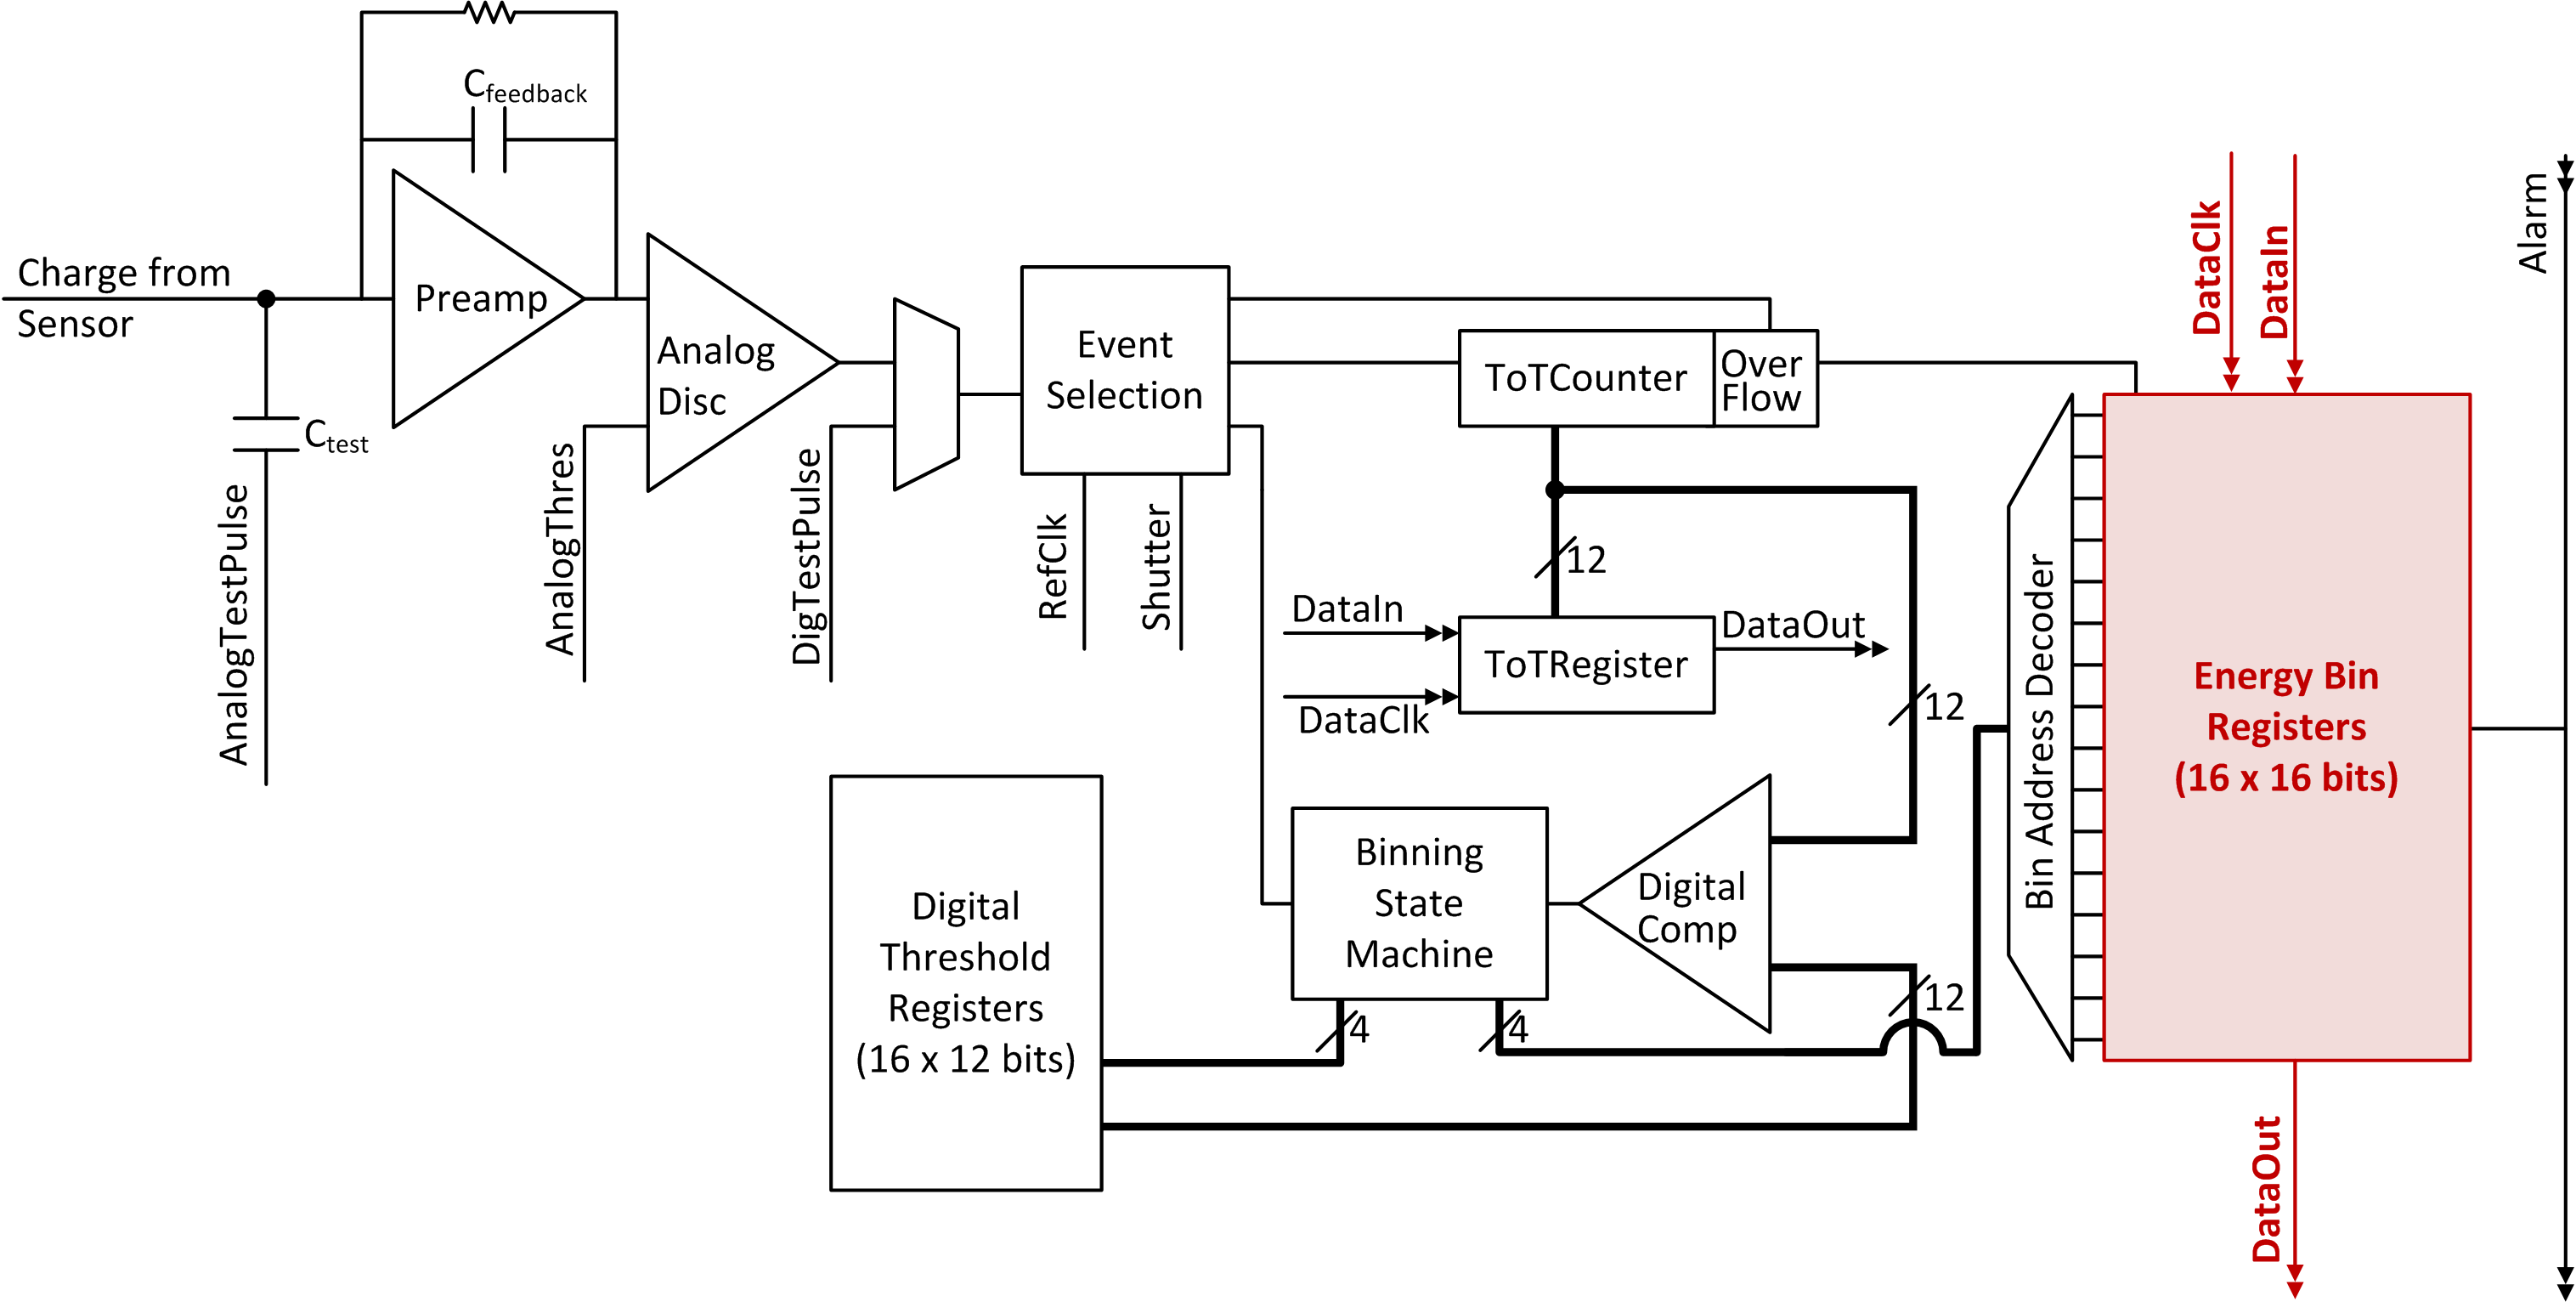 C feedback
Charge from
Sensor
Preamp
C test
AnalogTestPulse
Analog
Disc
AnalogThres
DigTestPulse
Event
Selection
RefClk
Shutter
ToTCounter
Over
Flow
12
DataIn
DataClk
ToTRegister
DataOut
12
Digital
Threshold
Registers
(16 x 12 bits)
Binning
State
Machine
4
4
Digital
Comp
12
Bin Address Decoder
DataClk
DataIn
Energy Bin
Registers
(16 x 16 bits)
DataOut
Alarm